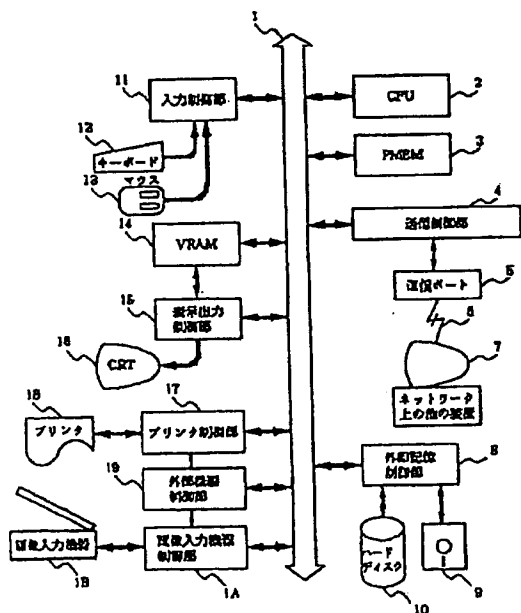 1
11
入力制御部
12
キーボード
13
マウス
14
VRAM
15
表示出力
制御部
16
CRT
17
プリンタ制御部
18
プリンタ
19
外部機器
制御部
画像入力機器
制御部
1A
画像入力機器
1B
CPU
2
PMEM
3
4
通信制御部
通信ポート
5
6
7
ネットワーク
上の他の装置
外部記憶
制御部
8
ハード
ディスク
10
9